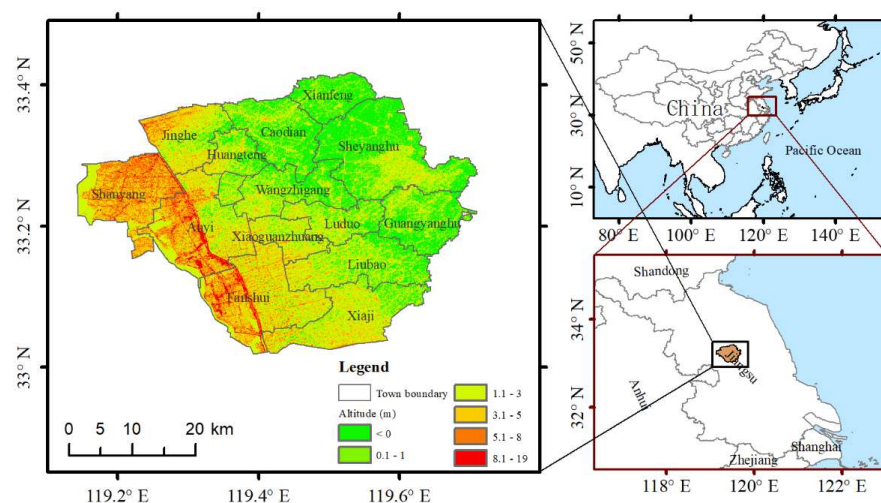 33.4° N
33.2° N
33° N
119.2° E
119.4° E
119.6° E
Xianfeng
Jinghe
Caodian
Huangteng
Sheyanghu
Shanyang
Wangzhigang
Anyi
Xiaoguanzhuang
Luduo
Guangyanghu
Liubao
Fanshui
Xiaji
Legend
Town boundary
Altitude (m)
< 0
0.1 - 1
1.1 - 3
3.1 - 5
5.1 - 8
8.1 - 19
0 5 10 20 km
50° N
30° N
10° N
China
Pacific Ocean
80° E
100° E
120° E
140° E
Shandong
34° N
32° N
Jiangsu
Anhui
Shanghai
Zhejiang
118° E
120° E
122° E